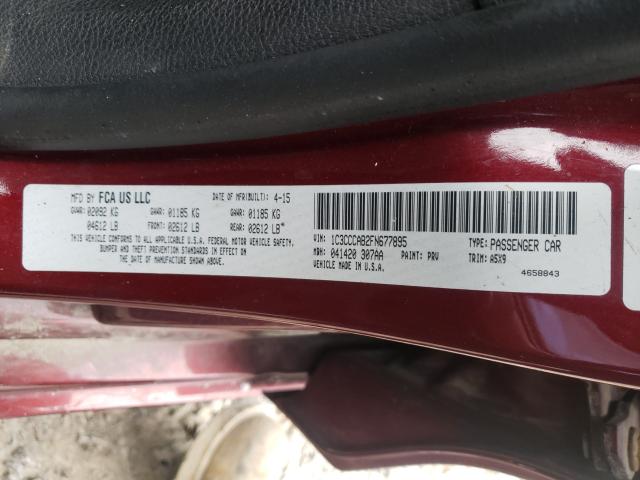 MFD BY FCA US LLC DATE OF MFR(BUILT): 4-15
GVWR: 02092 KG GAWR: 01185 KG GAWR: 01185 KG
04612 LB FRONT: 02612 LB REAR: 02612 LB*
THIS VEHICLE CONFORMS TO ALL APPLICABLE U.S.A. FEDERAL MOTOR VEHICLE SAFETY,
BUMPER AND THEFT PREVENTION STANDARDS IN EFFECT ON
THE DATE OF MANUFACTURE SHOWN ABOVE.
VIN: 1C3CCCAB2FN677895 TYPE: PASSENGER CAR
MDH: 041420 307AA PAINT: PRV TRIM: A5X9
VEHICLE MADE IN U.S.A. 4658843